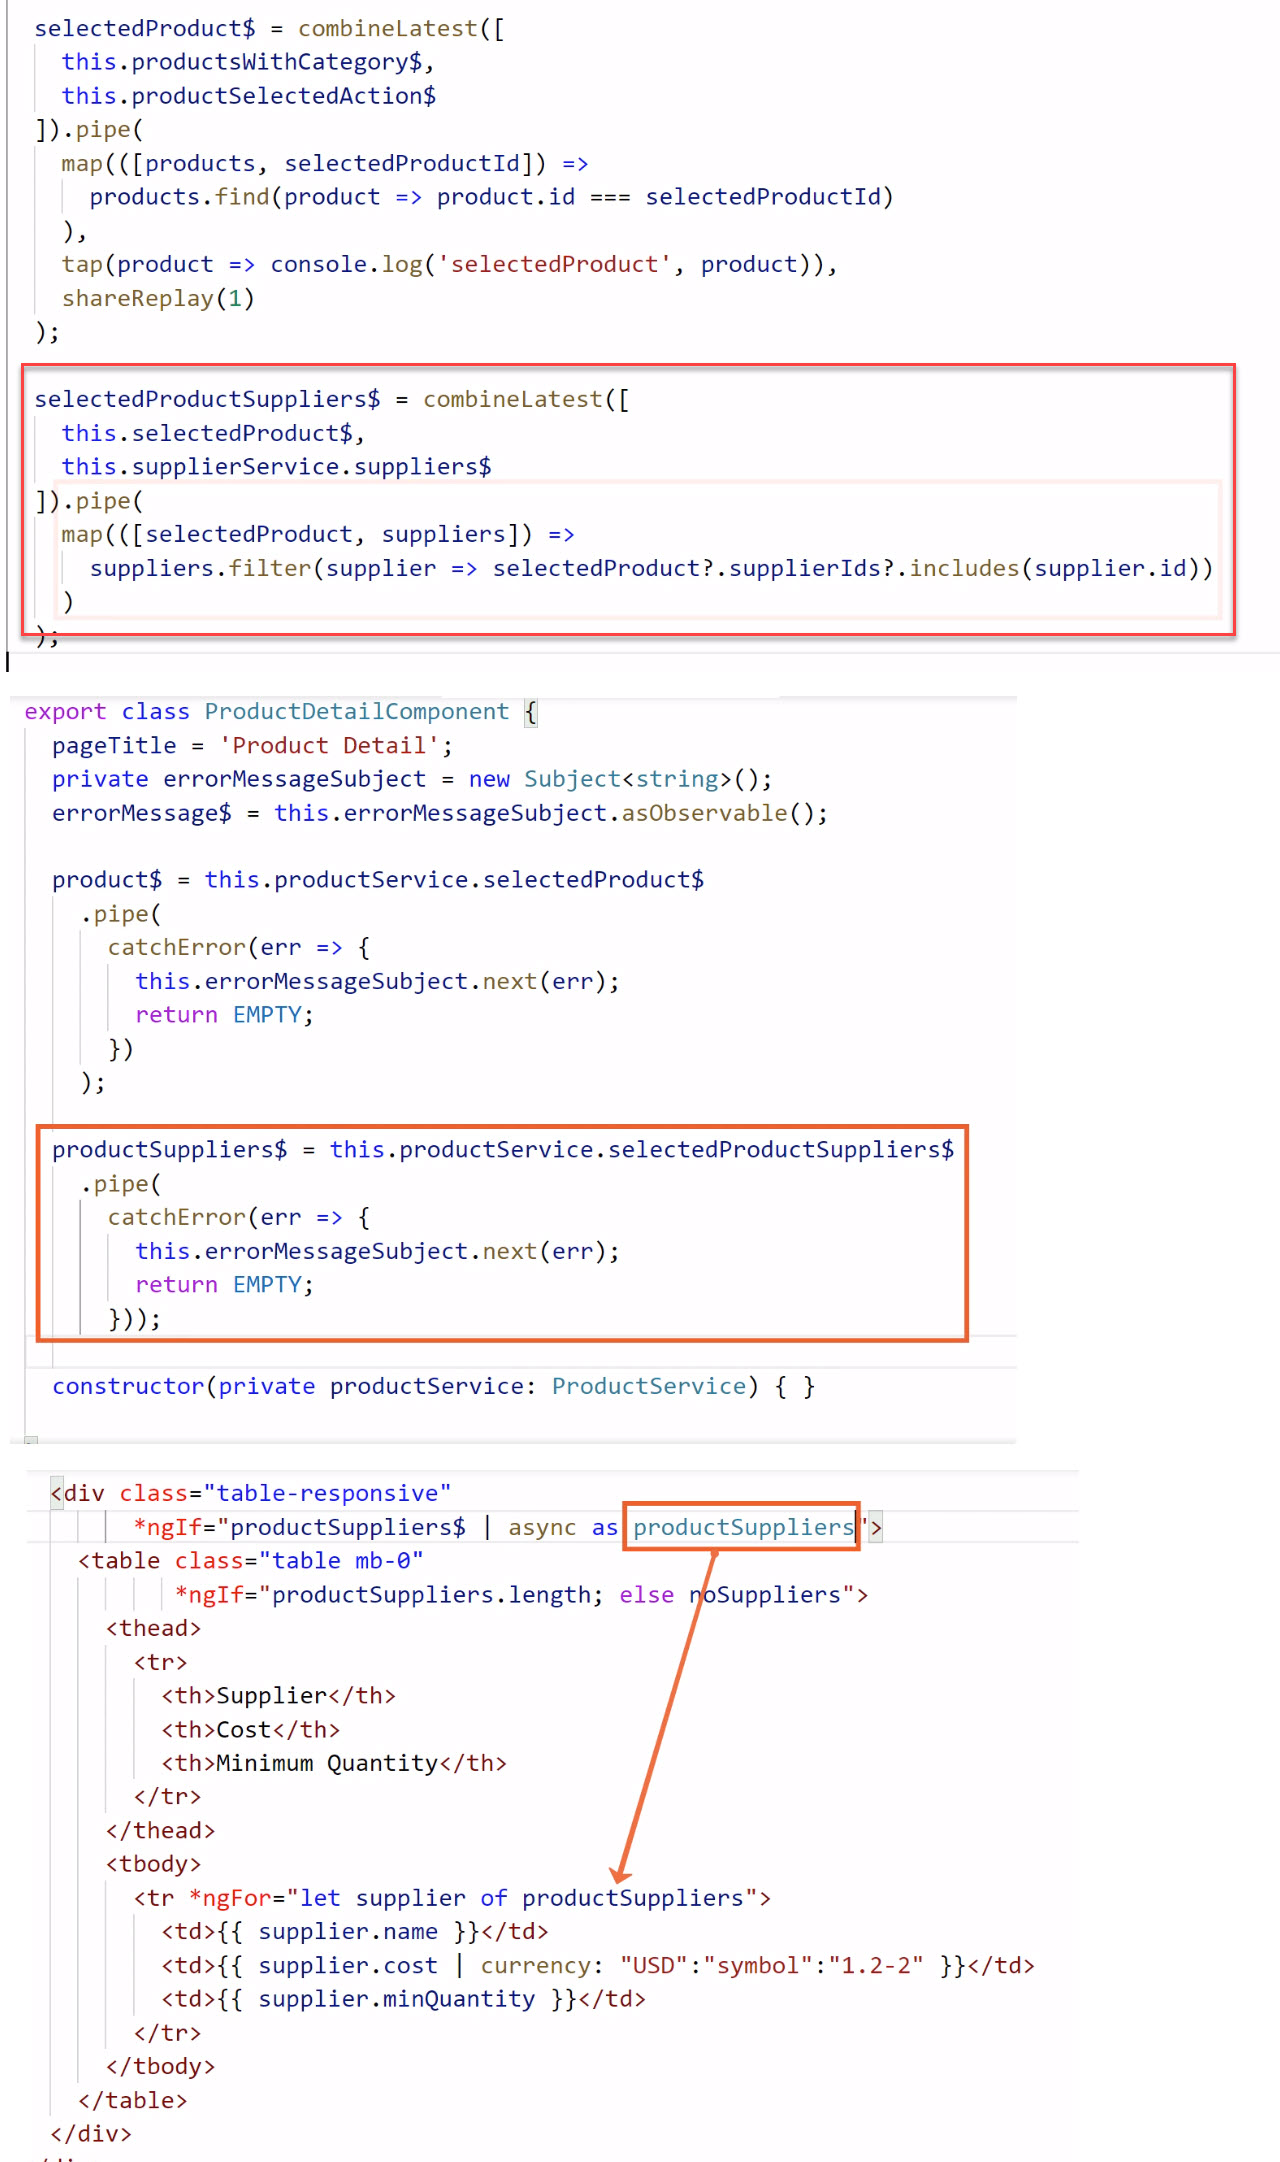 selectedProduct$ = combineLatest([
this.productsWithCategory$,
this.productSelectedAction$
]).pipe(
map(([products, selectedProductId]) =>
products.find(product => product.id === selectedProductId)
),
tap(product => console.log('selectedProduct', product)),
shareReplay(1)
);
selectedProductSuppliers$ = combineLatest([
this.selectedProduct$,
this.supplierService.suppliers$
]).pipe(
map(([selectedProduct, suppliers]) =>
suppliers.filter(supplier => selectedProduct?.supplierIds?.includes(supplier.id))
)
);
export class ProductDetailComponent {
pageTitle = 'Product Detail';
private errorMessageSubject = new Subject<string>();
errorMessage$ = this.errorMessageSubject.asObservable();
product$ = this.productService.selectedProduct$
.pipe(
catchError(err => {
this.errorMessageSubject.next(err);
return EMPTY;
})
);
productSuppliers$ = this.productService.selectedProductSuppliers$
.pipe(
catchError(err => {
this.errorMessageSubject.next(err);
return EMPTY;
}));
constructor(private productService: ProductService) { }
<div class="table-responsive"
*ngIf="productSuppliers$ | async as productSuppliers">
<table class="table mb-0"
*ngIf="productSuppliers.length; else noSuppliers">
<thead>
<tr>
<th>Supplier</th>
<th>Cost</th>
<th>Minimum Quantity</th>
</tr>
</thead>
<tbody>
<tr *ngFor="let supplier of productSuppliers">
<td>{{ supplier.name }}</td>
<td>{{ supplier.cost | currency: "USD":"symbol":"1.2-2" }}</td>
<td>{{ supplier.minQuantity }}</td>
</tr>
</tbody>
</table>
</div>